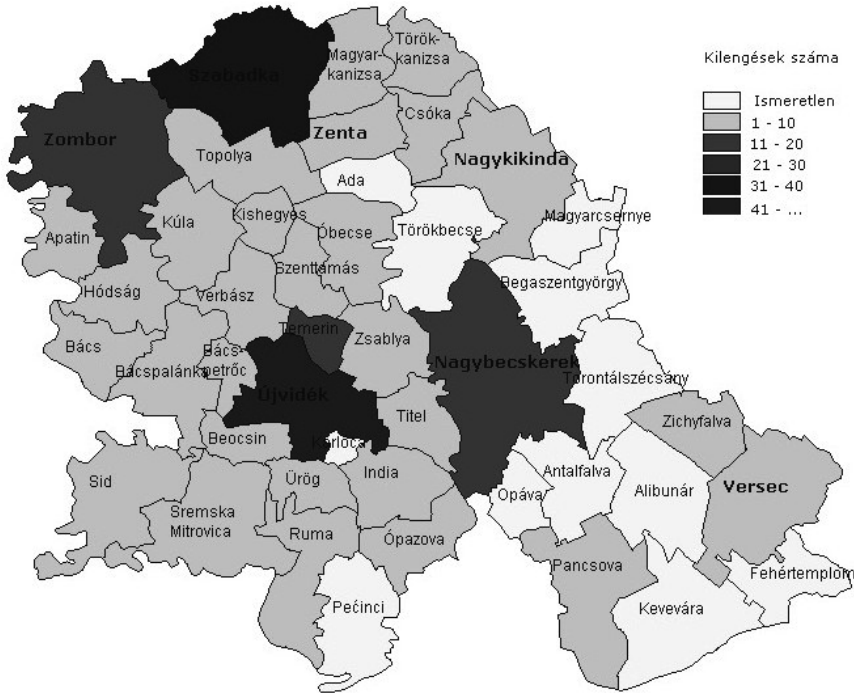 Kilengések száma
Ismeretlen
1 - 10
11 - 20
21 - 30
31 - 40
41 - ...
Szabadka
Magyar-
kanizsa
Török-
kanizsa
Zombor
Topolya
Zenta
Csóka
Nagykikinda
Ada
Apatin
Kúla
Kishegyes
Óbecse
Törökbecse
Magyarcsernye
Hódság
Verbász
Szenttamás
Begaszentgyörgy
Bács
Bácspalánka
Bács-
petrőc
Temerin
Zsablya
Nagybecskerek
Torontálszécsány
Újvidék
Titel
Zichyfalva
Beocsin
Karloca
Sid
Ürög
India
Opáva
Antalfalva
Alibunár
Versec
Sremska
Mitrovica
Ruma
Ópazova
Pancsova
Fehértemplom
Pećinci
Kevevára